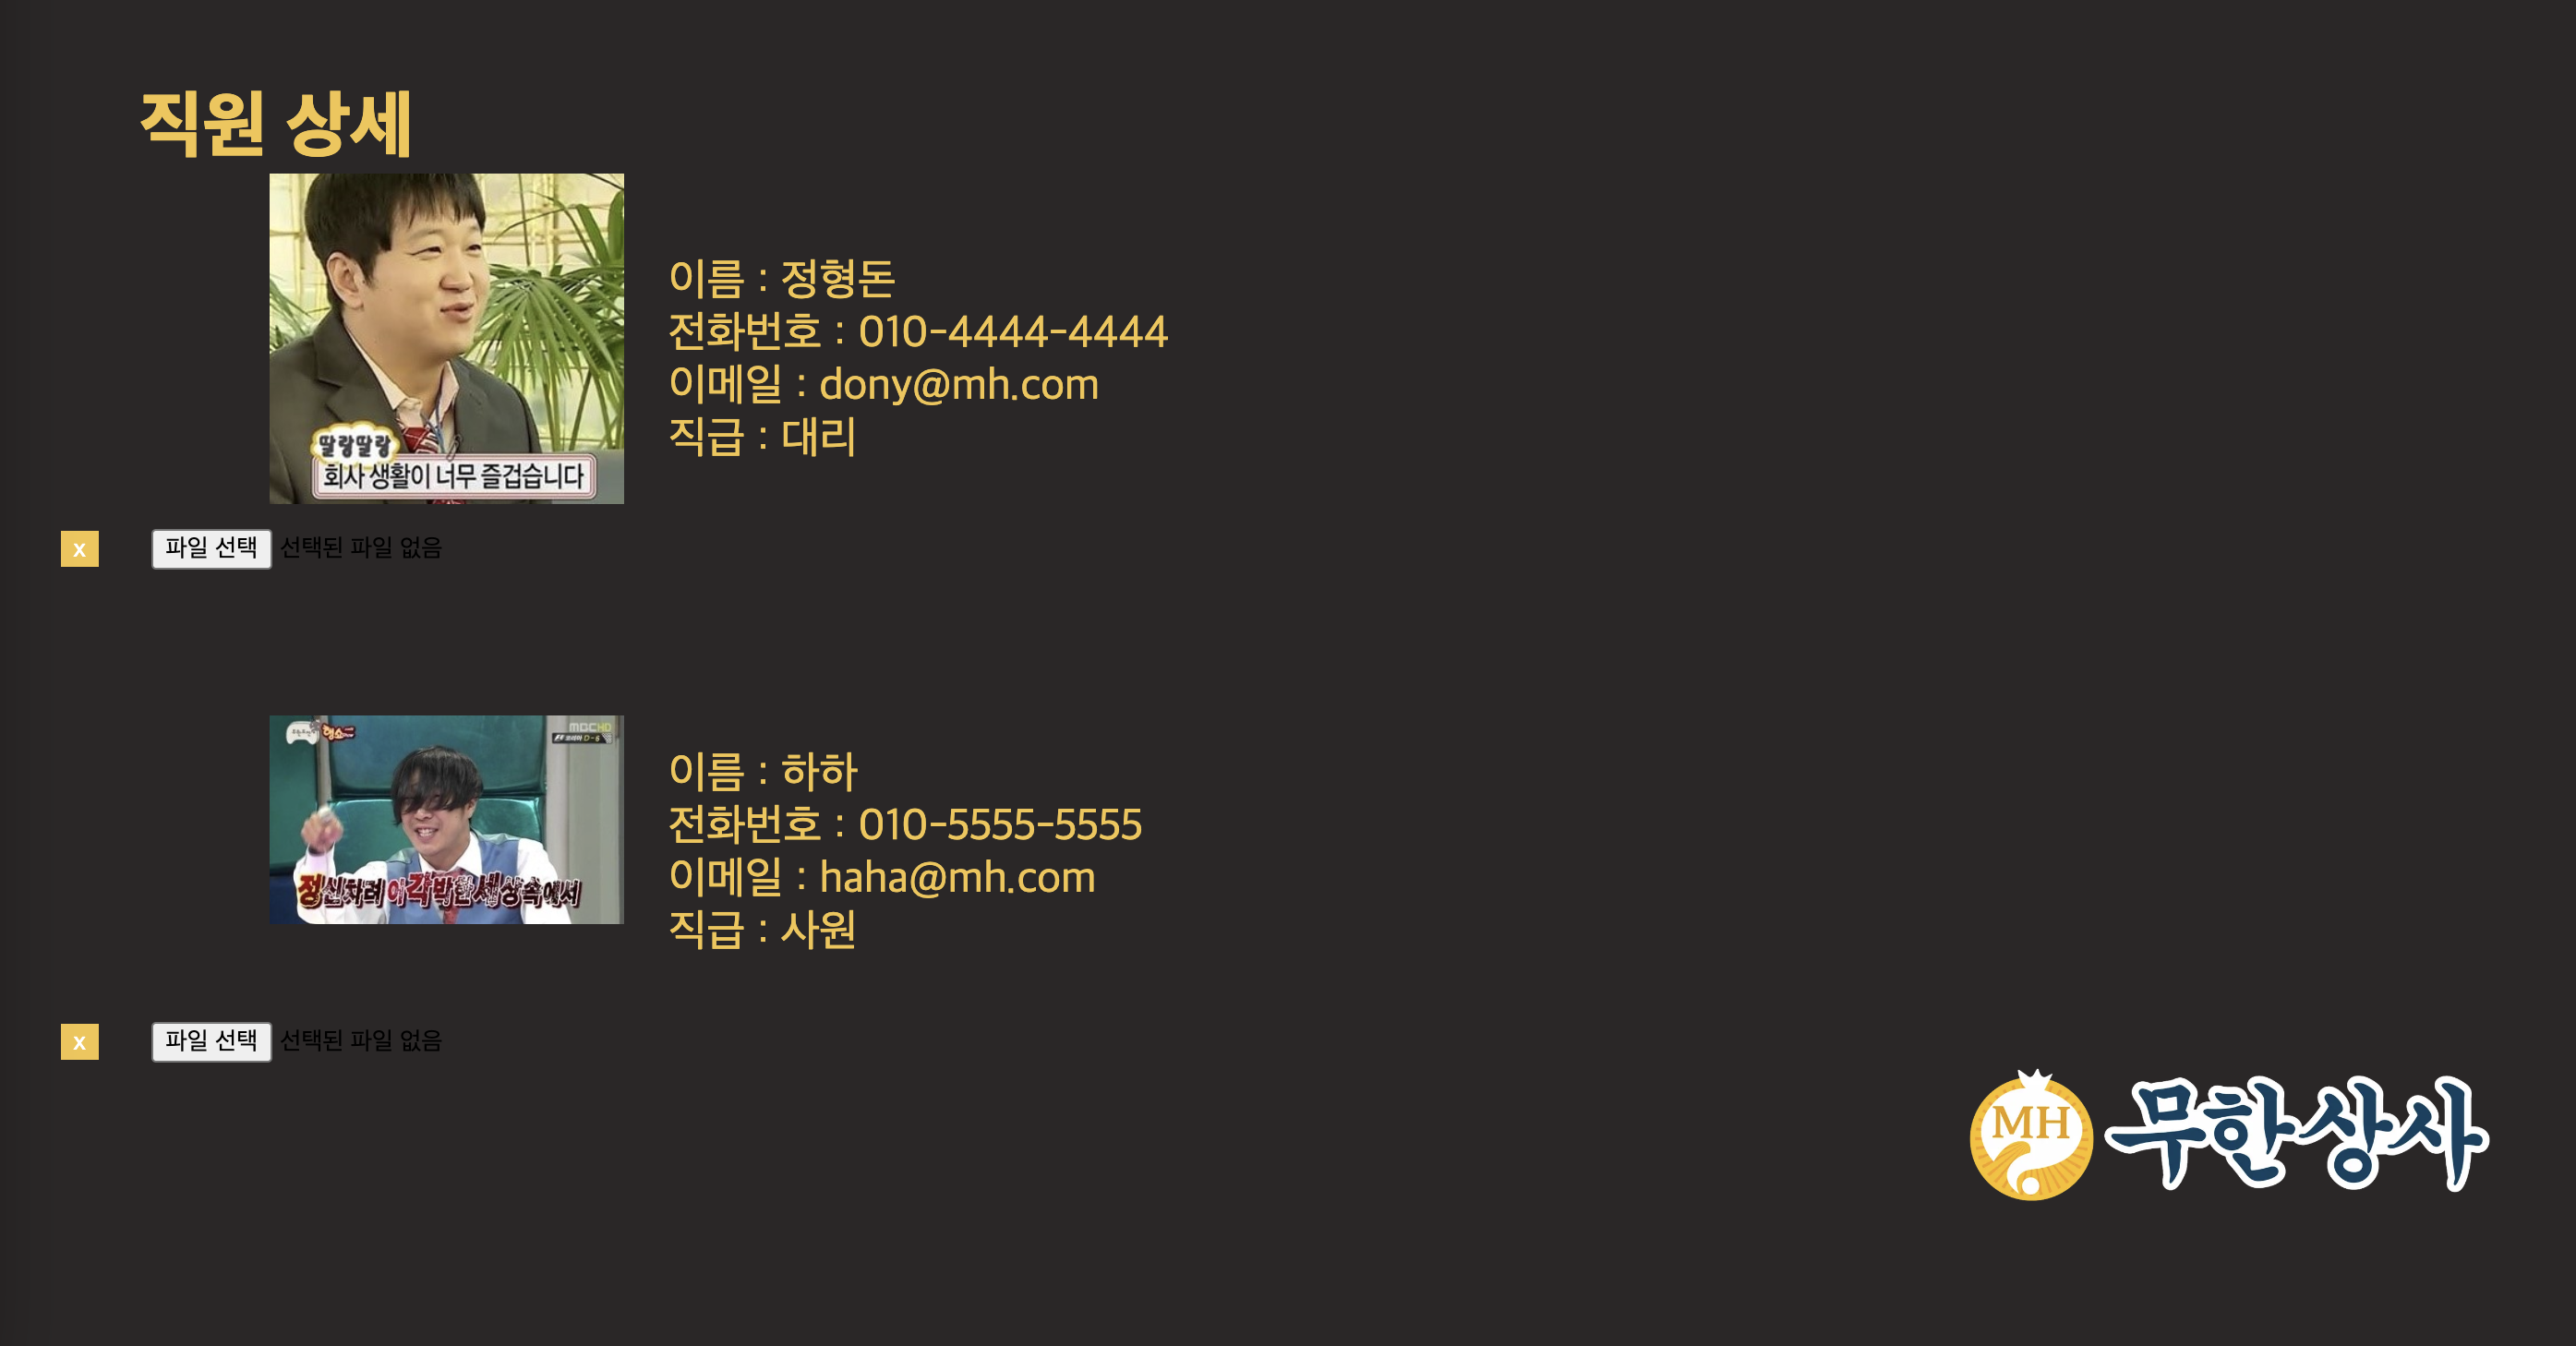 직원 상세
이름 : 정형돈
전화번호 : 010-4444-4444
이메일 : dony@mh.com
직급 : 대리
딸랑딸랑
회사 생활이 너무 즐겁습니다
x
파일 선택 선택된 파일 없음
MBC HD
D-6
이름 : 하하
전화번호 : 010-5555-5555
이메일 : haha@mh.com
직급 : 사원
정신차려 이 각박한 세상속에서
x
파일 선택 선택된 파일 없음
MH 무한상사